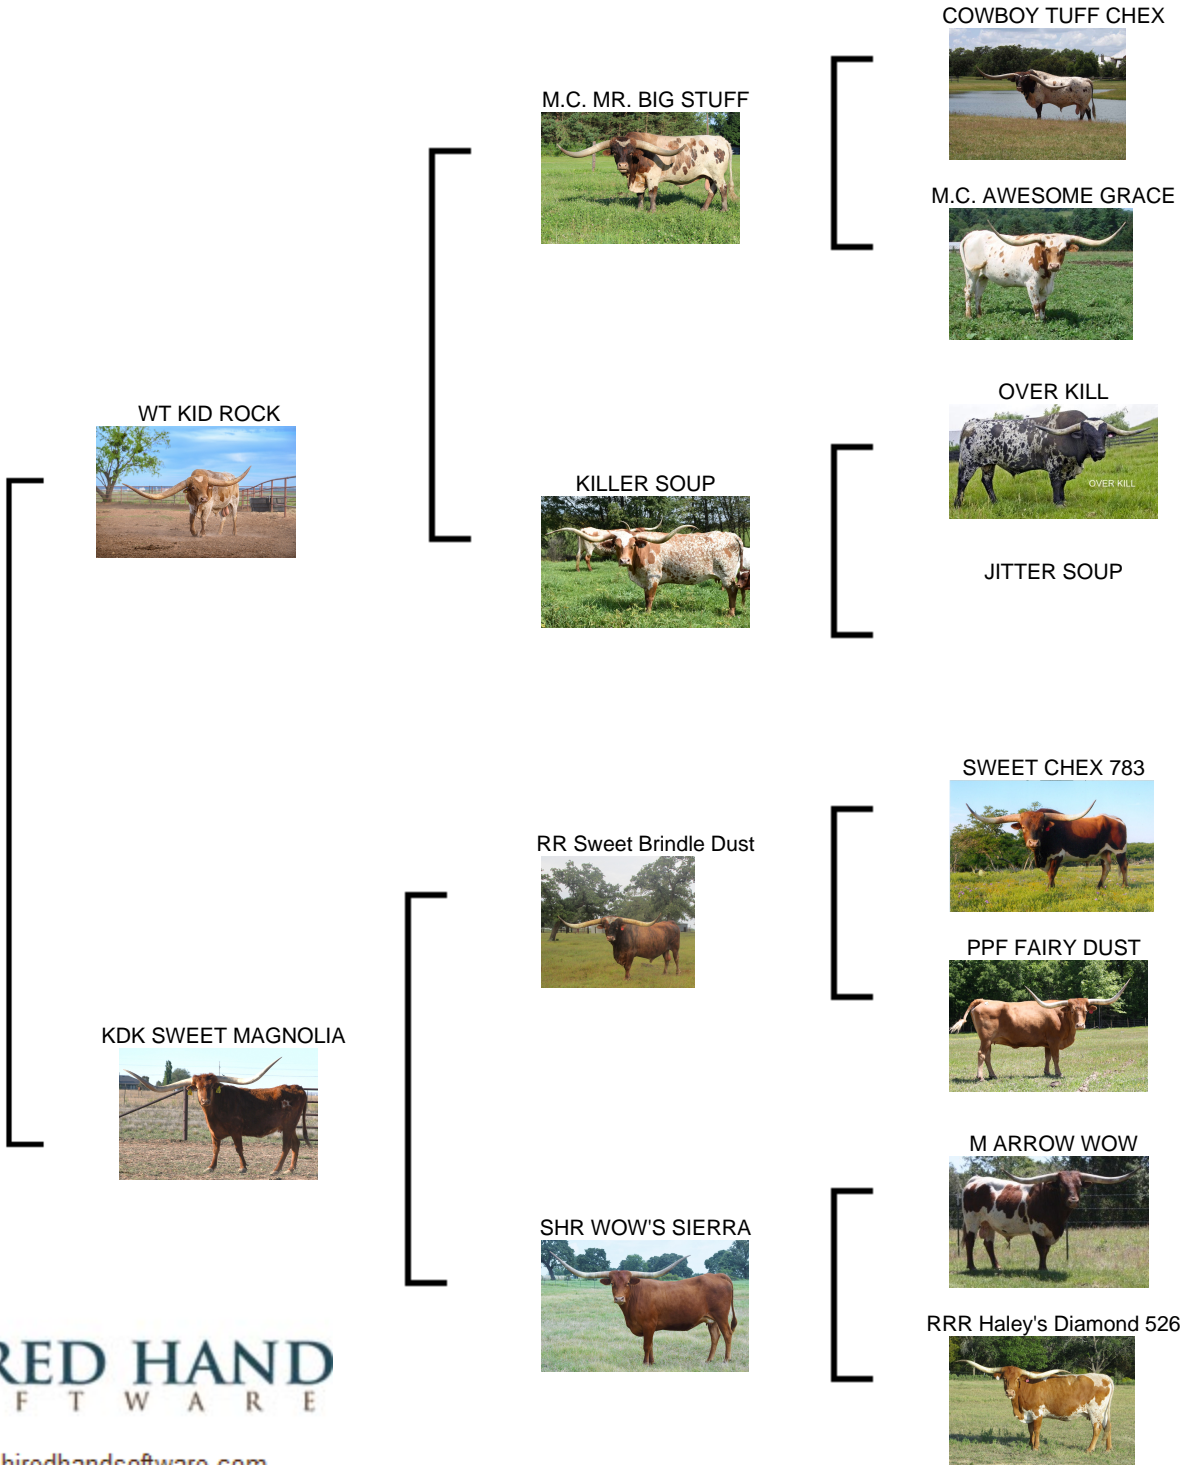 COWBOY TUFF CHEX
M.C. MR. BIG STUFF
M.C. AWESOME GRACE
OVER KILL
OVER KILL
WT KID ROCK
KILLER SOUP
JITTER SOUP
SWEET CHEX 783
RR Sweet Brindle Dust
PPF FAIRY DUST
KDK SWEET MAGNOLIA
M ARROW WOW
SHR WOW'S SIERRA
RRR Haley's Diamond 526
RED HAND
F T W A R E
hiredhandsoftware.com